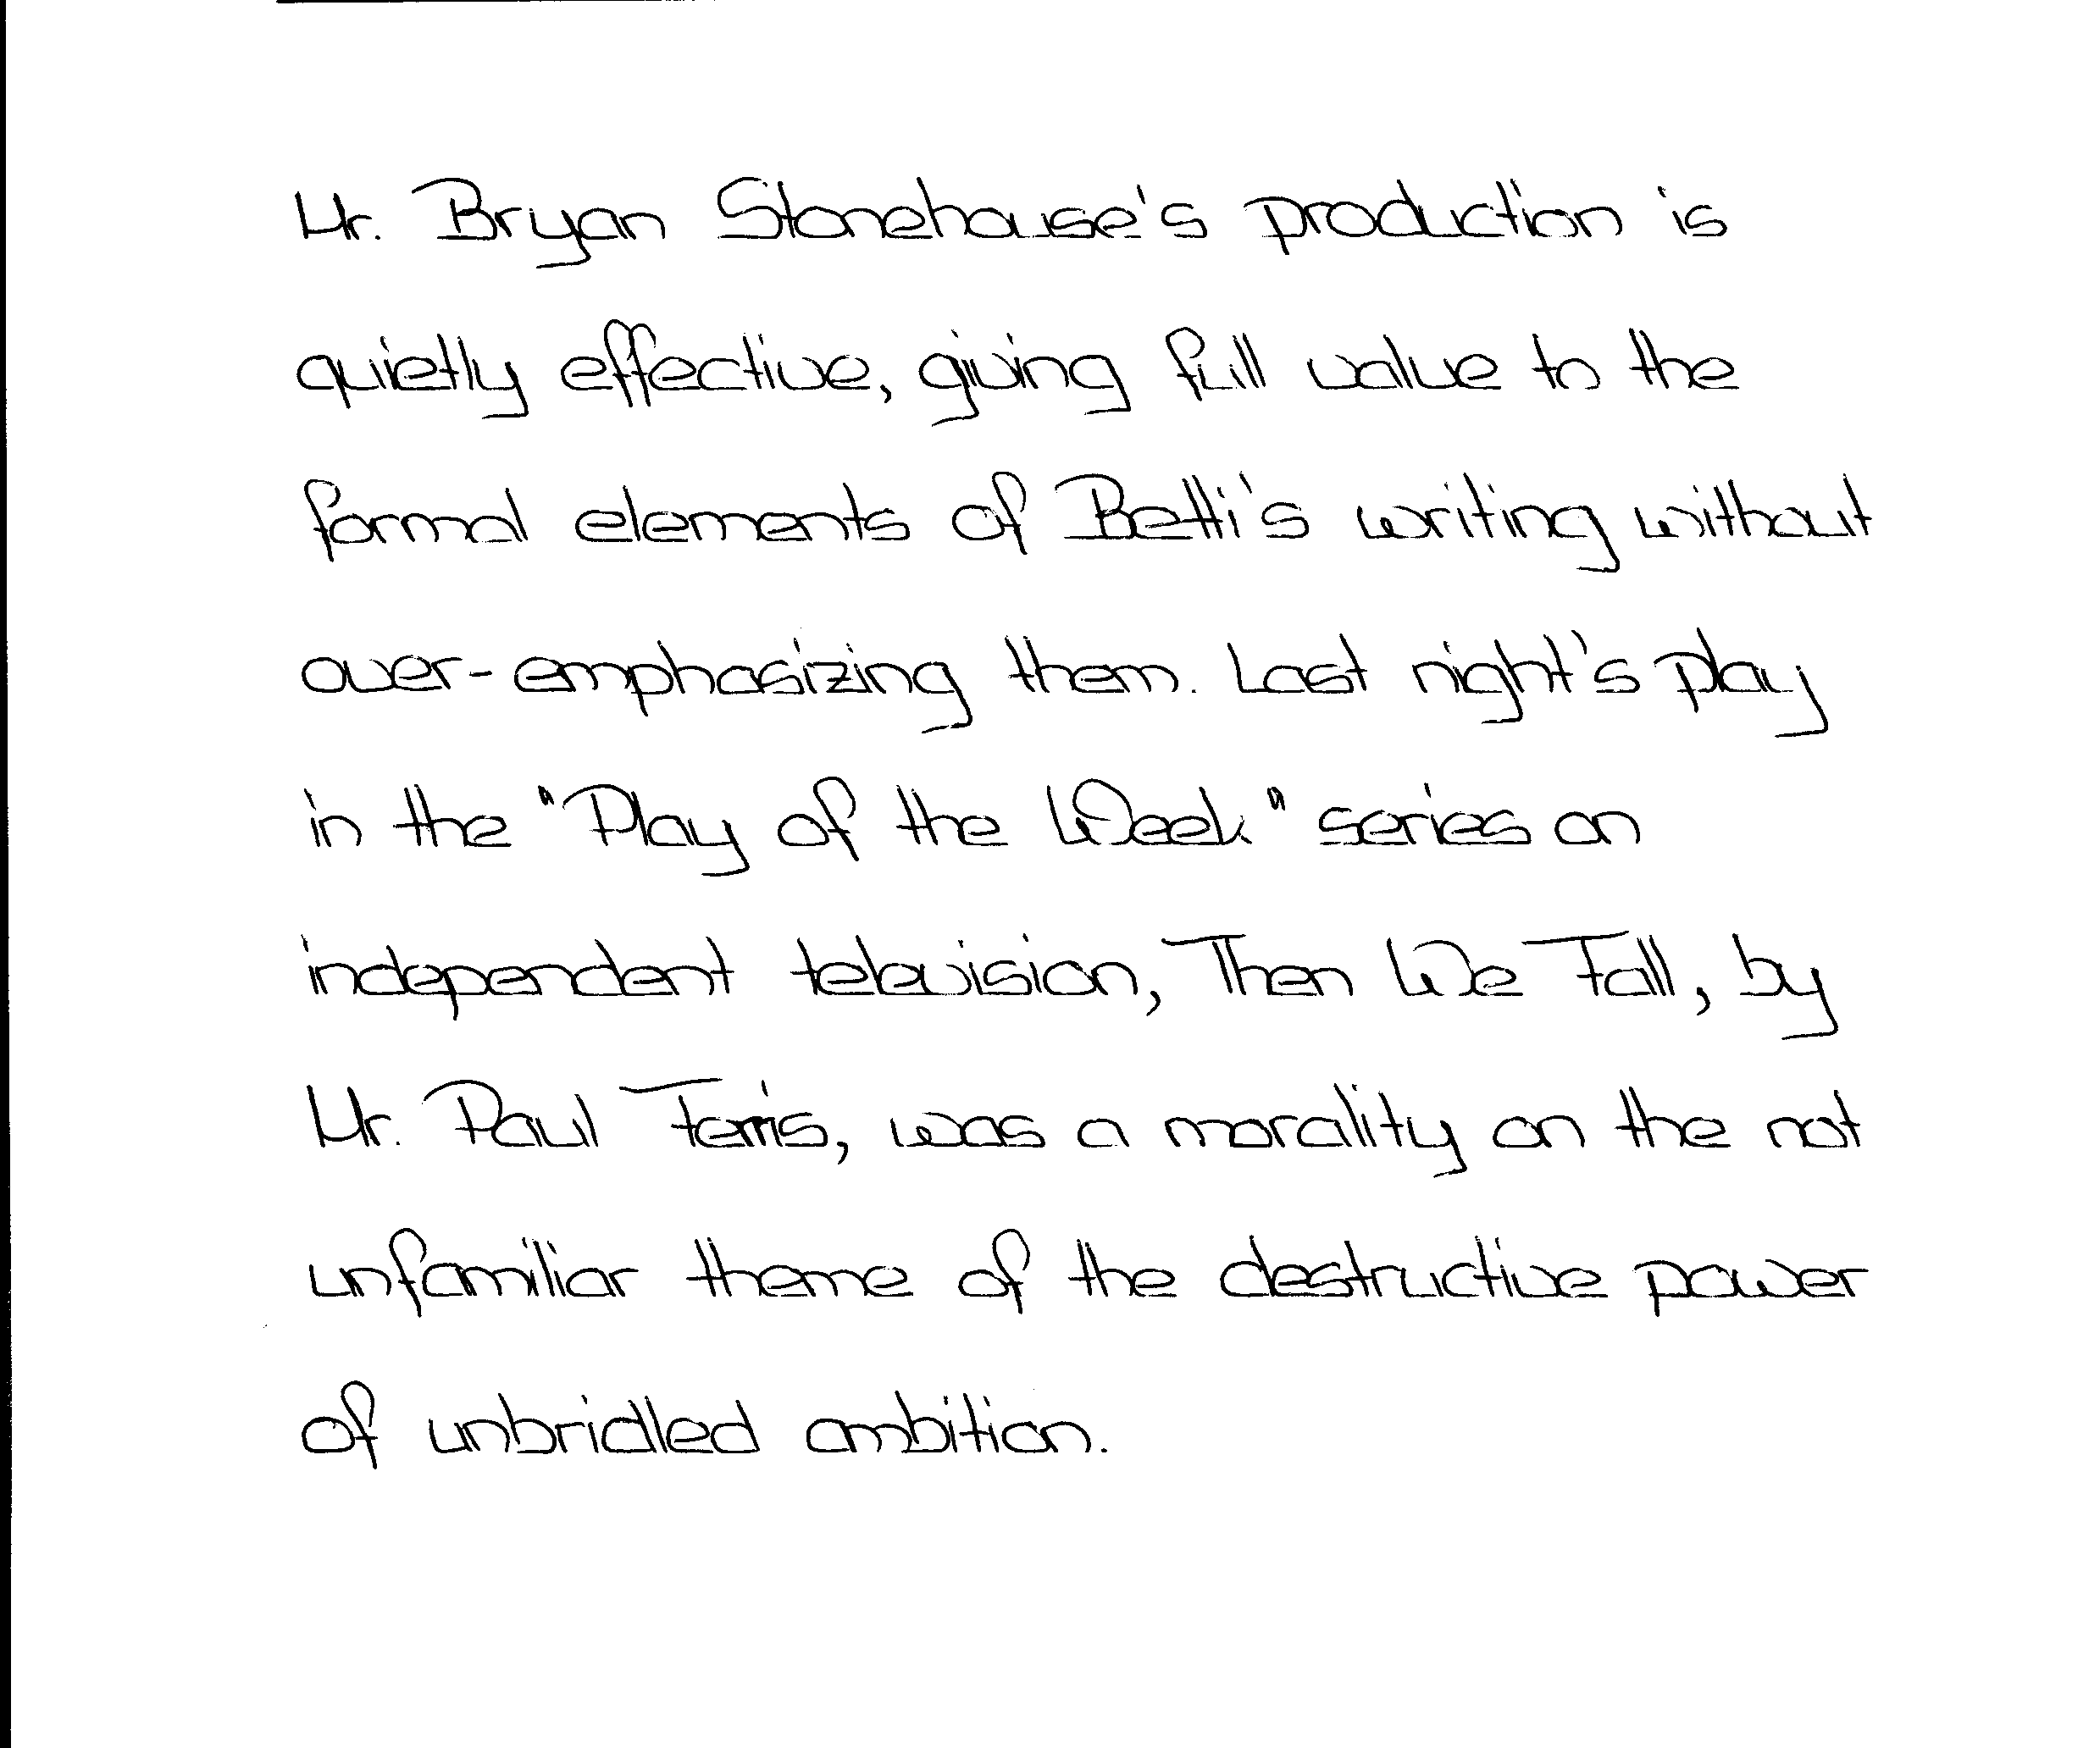 Mr. Bryan Stonehouse's production is
quietly effective, giving full value to the
formal elements of Betti's writing without
over-emphasizing them. Last night's play
in the "Play of the Week" series on
independent television, Then We Fall, by
Mr. Paul Ferris, was a morality on the not
unfamiliar theme of the destructive power
of unbridled ambition.